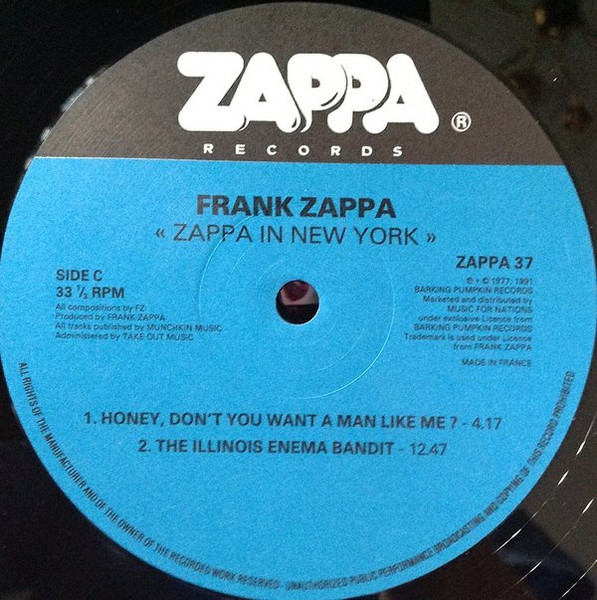 ZAPPA ®
RECORDS
FRANK ZAPPA
« ZAPPA IN NEW YORK »
SIDE C
33 ⅓ RPM
All compositions by FZ
Produced by FRANK ZAPPA
All tracks published by MUNCHKIN MUSIC
Administered by TAKE OUT MUSIC
ZAPPA 37
℗ • © 1977, 1991
BARKING PUMPKIN RECORDS
Marketed and distributed by
MUSIC FOR NATIONS
under exclusive Licence from
BARKING PUMPKIN RECORDS
Trademark is used under Licence
from FRANK ZAPPA
MADE IN FRANCE
1. HONEY, DON'T YOU WANT A MAN LIKE ME ? - 4.17
2. THE ILLINOIS ENEMA BANDIT - 12.47
ALL RIGHTS OF THE MANUFACTURER AND OF THE OWNER OF THE RECORDED WORK RESERVED - UNAUTHORIZED PUBLIC PERFORMANCE BROADCASTING AND COPYING OF THIS RECORD PROHIBITED